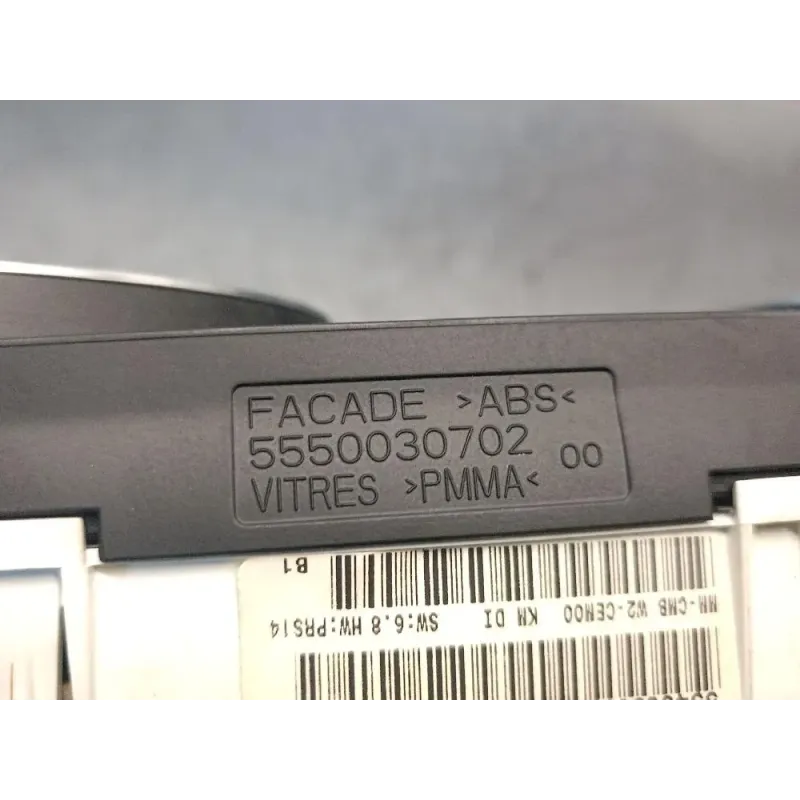 FACADE >ABS<
5550030702 00
VITRES >PMMA<
B1
MM-CMB W2-CEM00 KM DI SW:6.8 HW:PRS14